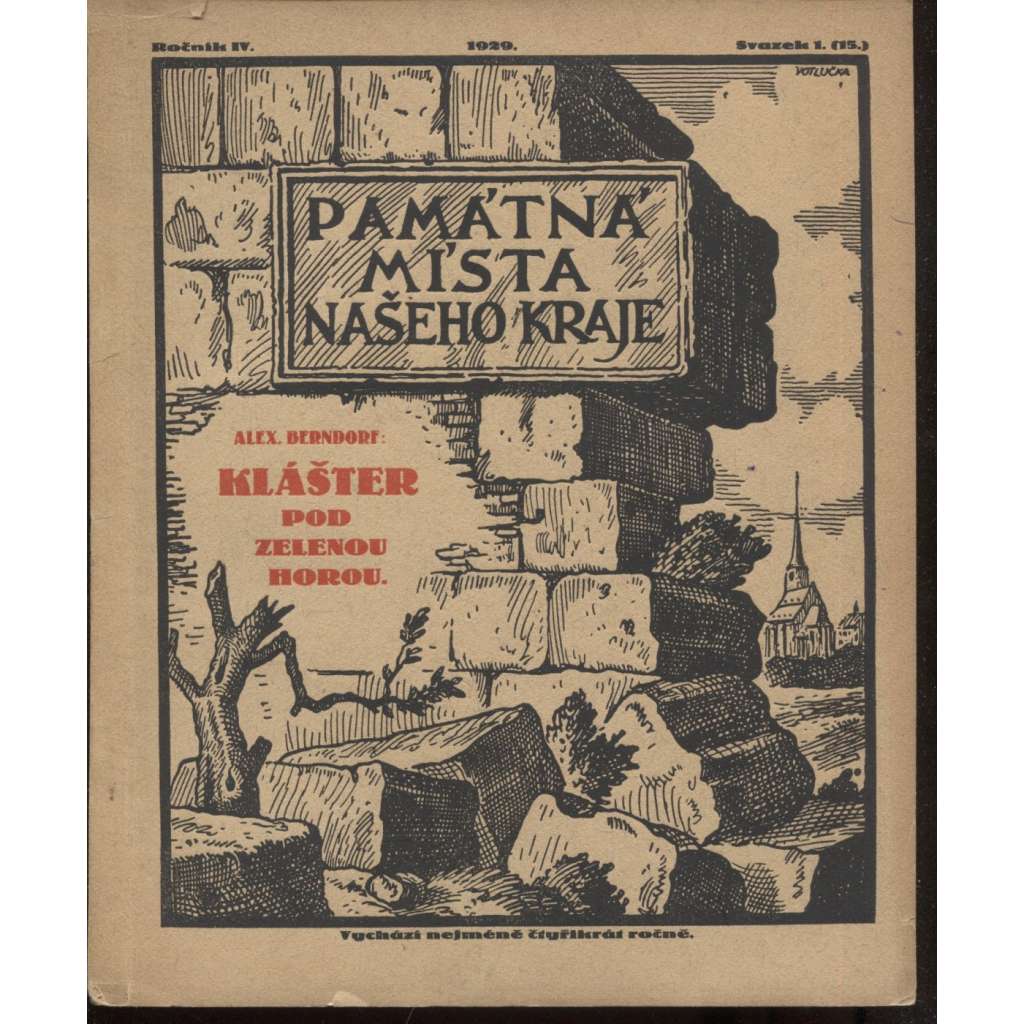 Ročník IV. 1929. Svazek 1. (15.)
VOTLUČKA
PAMÁTNÁ
MÍSTA
NAŠEHO KRAJE
ALEX. BERNDORF:
KLÁŠTER
POD
ZELENOU
HOROU.
Vychází nejméně čtyřikrát ročně.